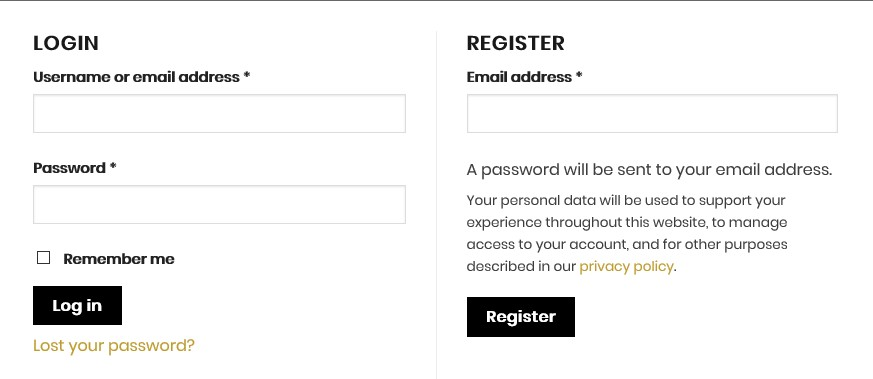 LOGIN
Username or email address *
Password *
Remember me
Log in
Lost your password?
REGISTER
Email address *
A password will be sent to your email address.
Your personal data will be used to support your
experience throughout this website, to manage
access to your account, and for other purposes
described in our privacy policy.
Register